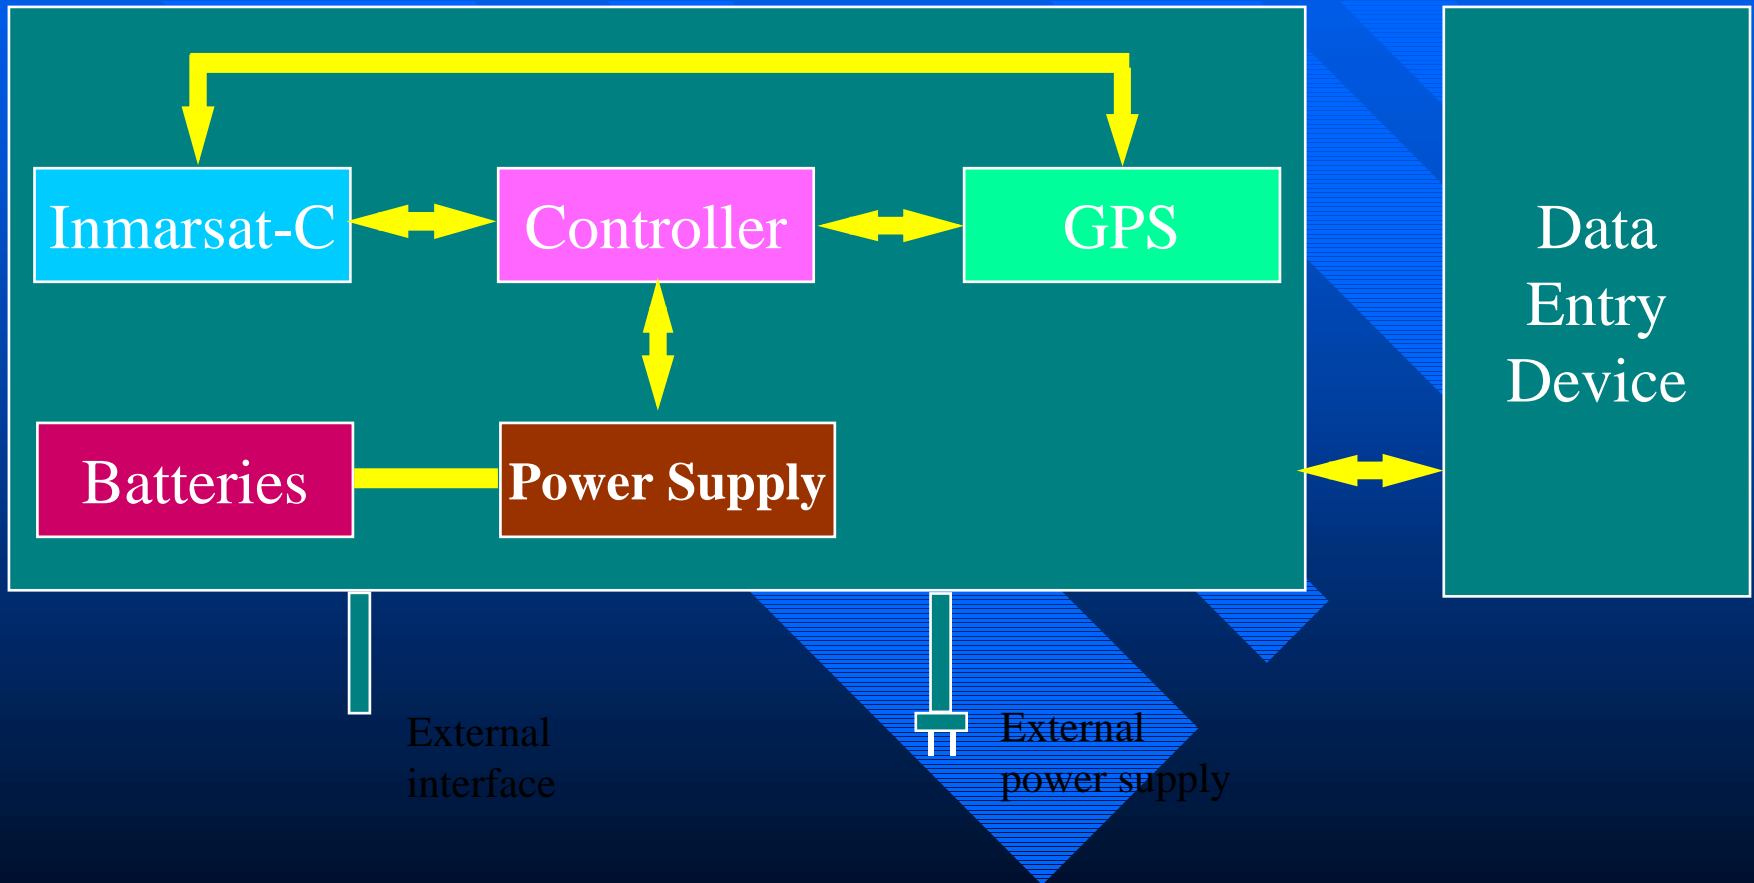 Inmarsat-C
Controller
GPS
Data
Entry
Device
Batteries
Power Supply
External
interface
External
power supply